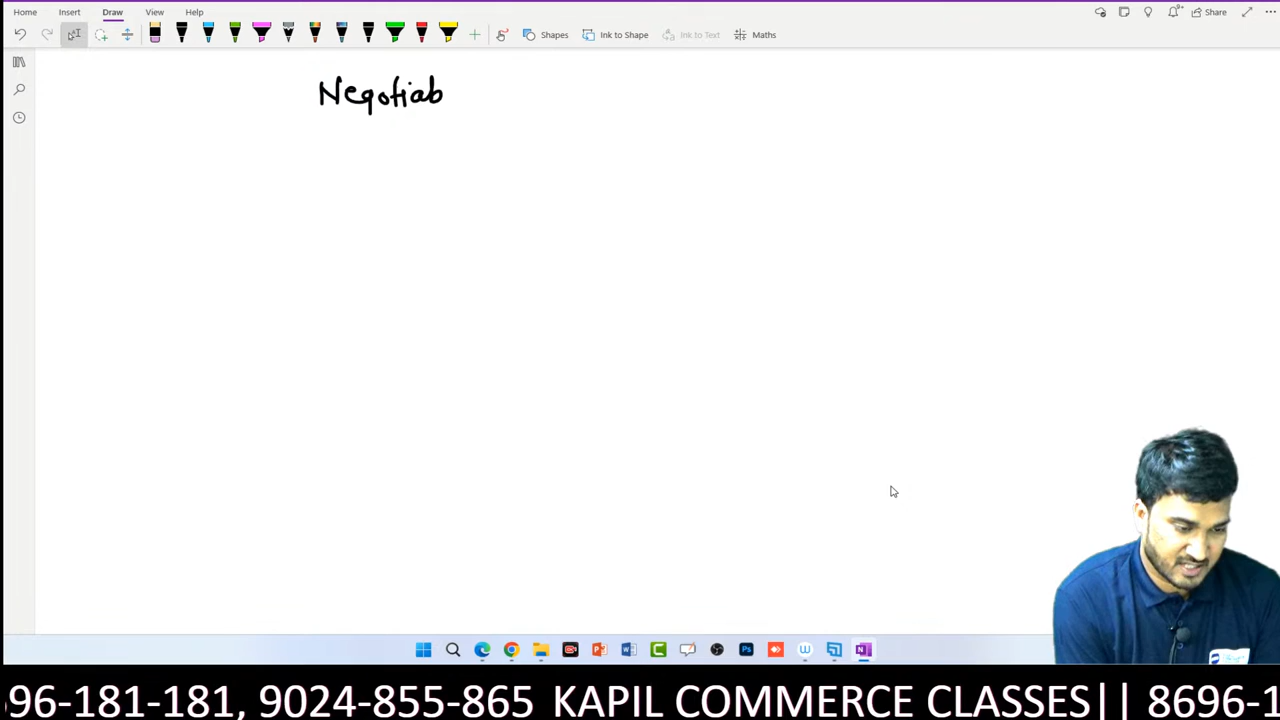 Home Insert Draw View Help
Share
Shapes Ink to Shape Ink to Text Maths
Negotiab
96-181-181, 9024-855-865 KAPIL COMMERCE CLASSES|| 8696-1